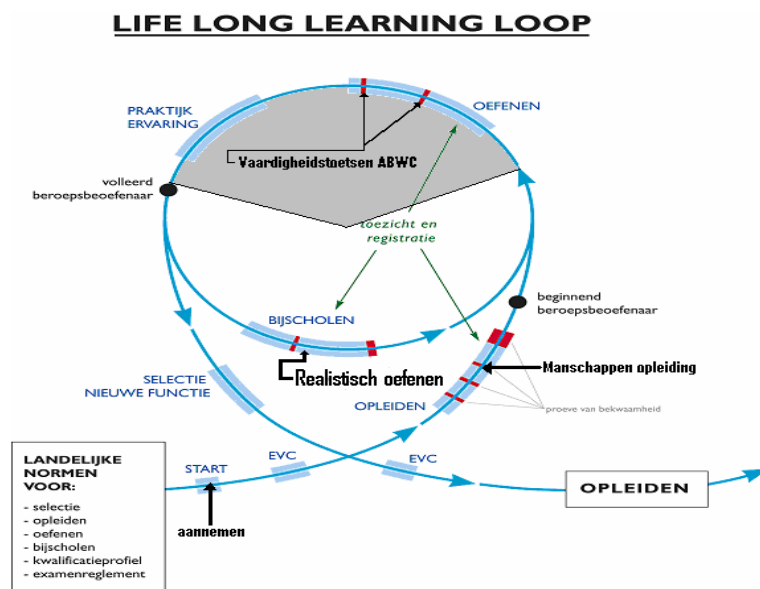 LIFE LONG LEARNING LOOP
PRAKTIJK
ERVARING
OEFENEN
Vaardigheidstoetsen ABWC
volleerd
beroepsbeoefenaar
toezicht en
registratie
beginnend
beroepsbeoefenaar
BIJSCHOLEN
Realistisch oefenen
Manschappen opleiding
SELECTIE
NIEUWE FUNCTIE
OPLEIDEN
proeve van bekwaamheid
LANDELIJKE
NORMEN
VOOR:
- selectie
- opleiden
- oefenen
- bijscholen
- kwalificatieprofiel
- examenreglement
START
EVC
EVC
aannemen
OPLEIDEN